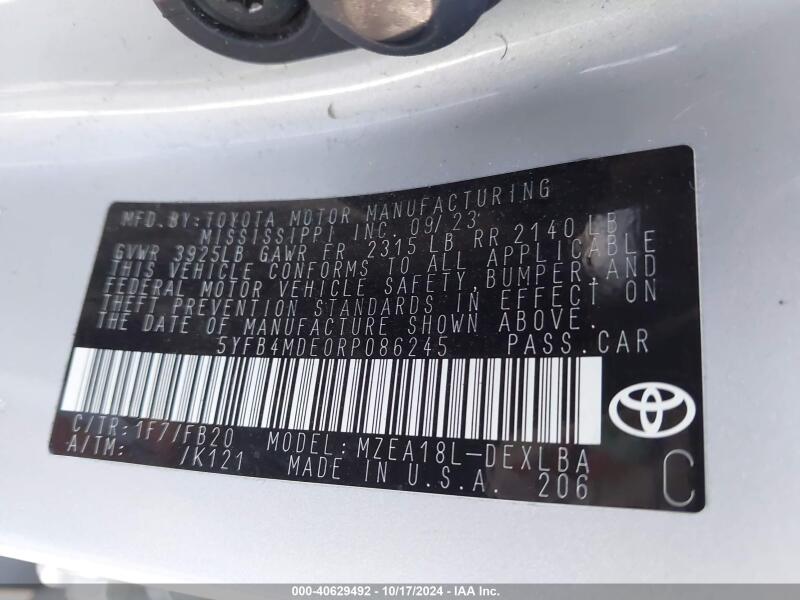 MFD. BY: TOYOTA MOTOR MANUFACTURING
MISSISSIPPI INC. 09/23
GVWR 3925LB GAWR FR 2315 LB RR 2140 LB
THIS VEHICLE CONFORMS TO ALL APPLICABLE
FEDERAL MOTOR VEHICLE SAFETY, BUMPER, AND
THEFT PREVENTION STANDARDS IN EFFECT ON
THE DATE OF MANUFACTURE SHOWN ABOVE.
5YFB4MDE0RP086245 PASS. CAR
C/TR: 1F7/FB20 MODEL: MZEA18L-DEXLBA
A/TM: /K121 MADE IN U.S.A. 206
C
000-40629492 - 10/17/2024 - IAA Inc.